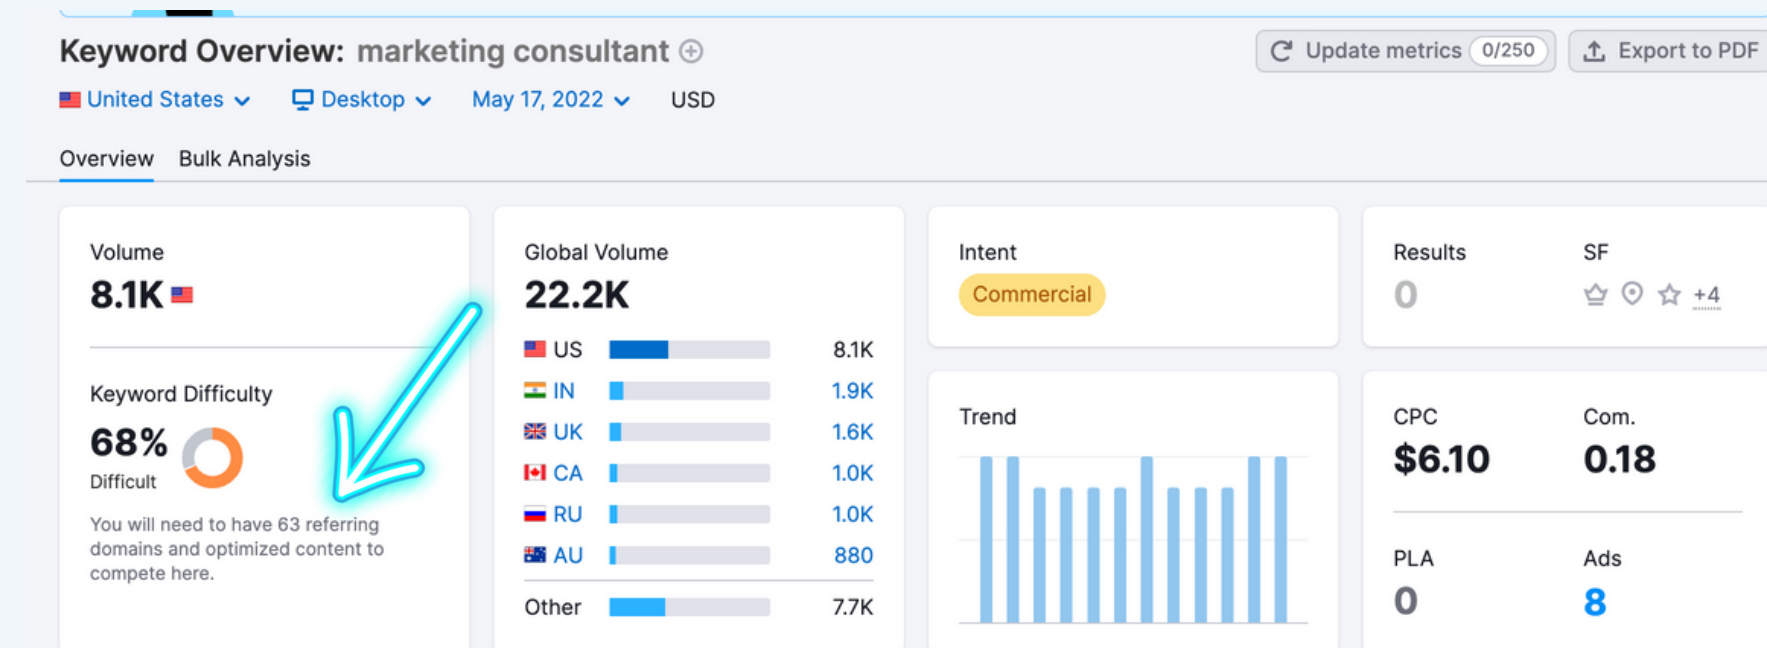 Keyword Overview: marketing consultant
Update metrics 0/250
Export to PDF
United States
Desktop
May 17, 2022
USD
Overview
Bulk Analysis
Volume
8.1K
Keyword Difficulty
68%
Difficult
You will need to have 63 referring
domains and optimized content to
compete here.
Global Volume
22.2K
US 8.1K
IN 1.9K
UK 1.6K
CA 1.0K
RU 1.0K
AU 880
Other 7.7K
Intent
Commercial
Trend
Results
0
SF
+4
CPC
$6.10
Com.
0.18
PLA
0
Ads
8